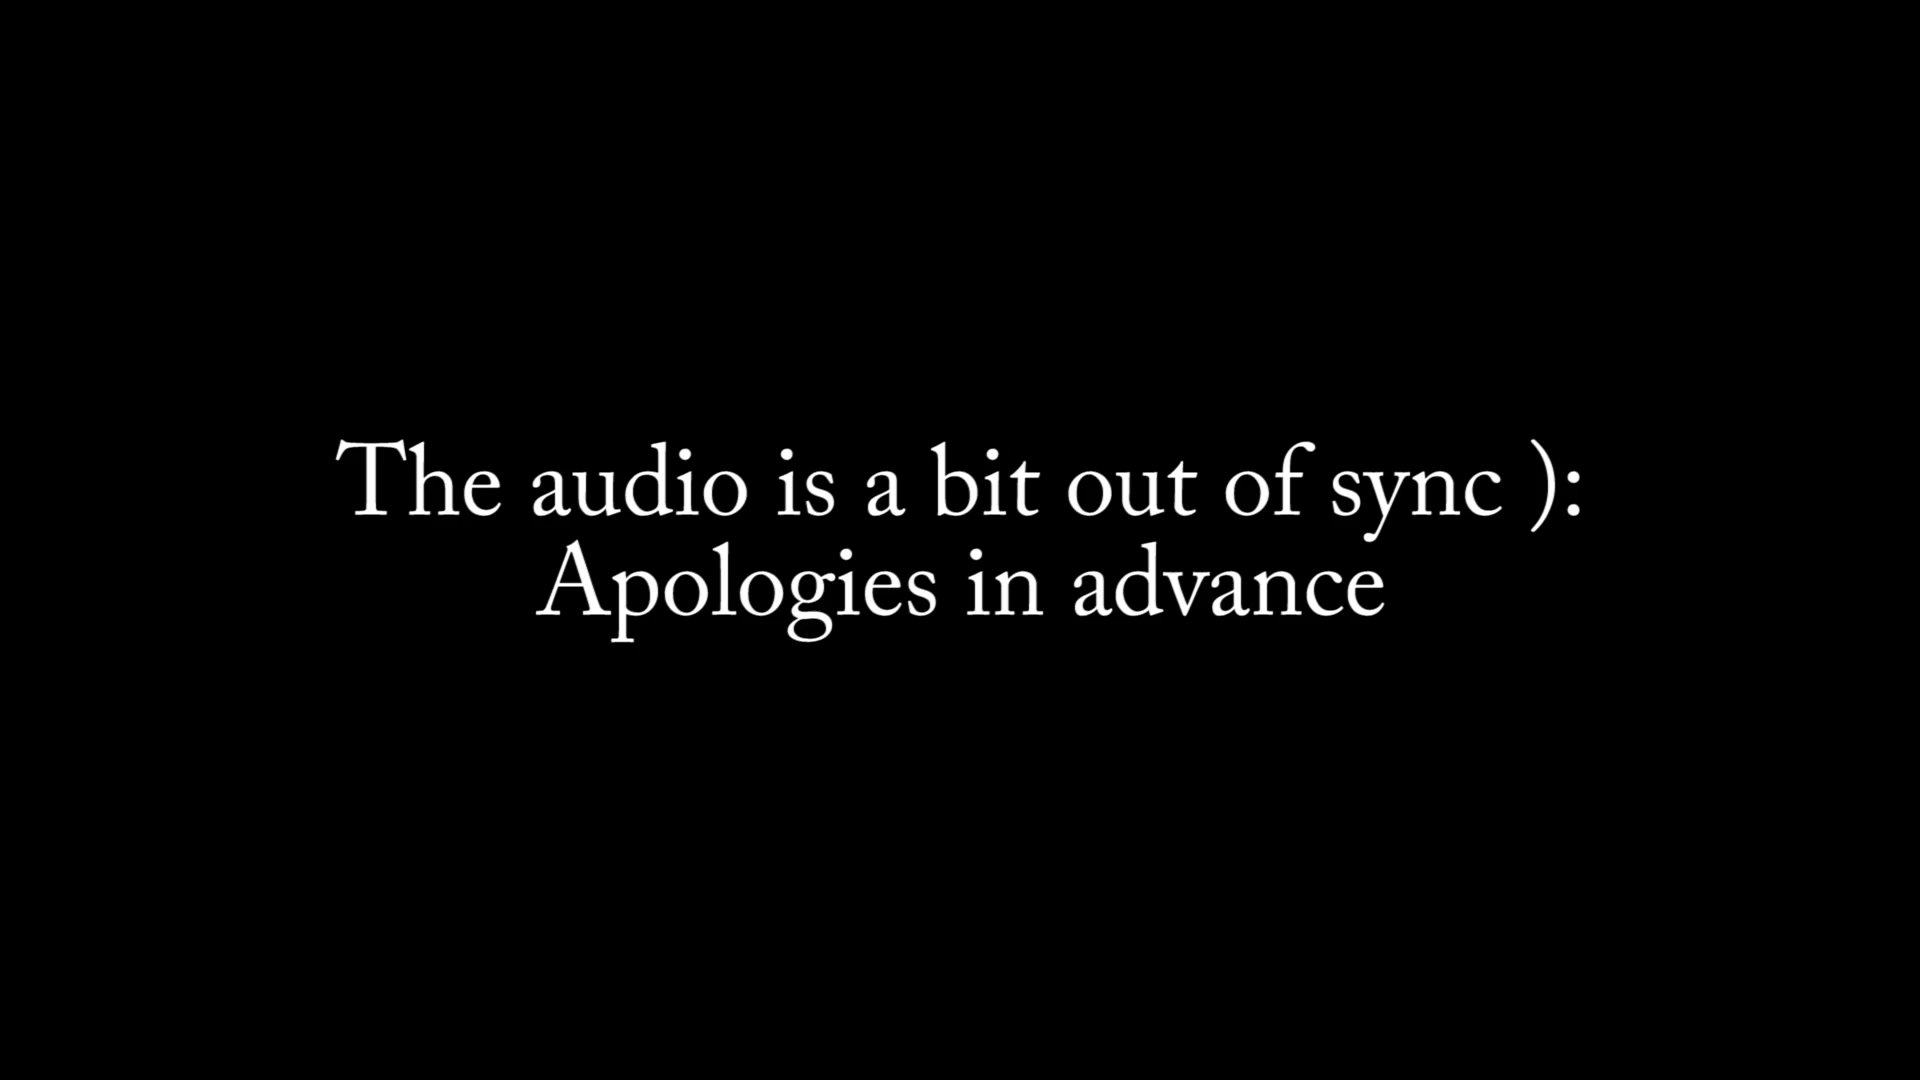 The audio is a bit out of sync ):
Apologies in advance